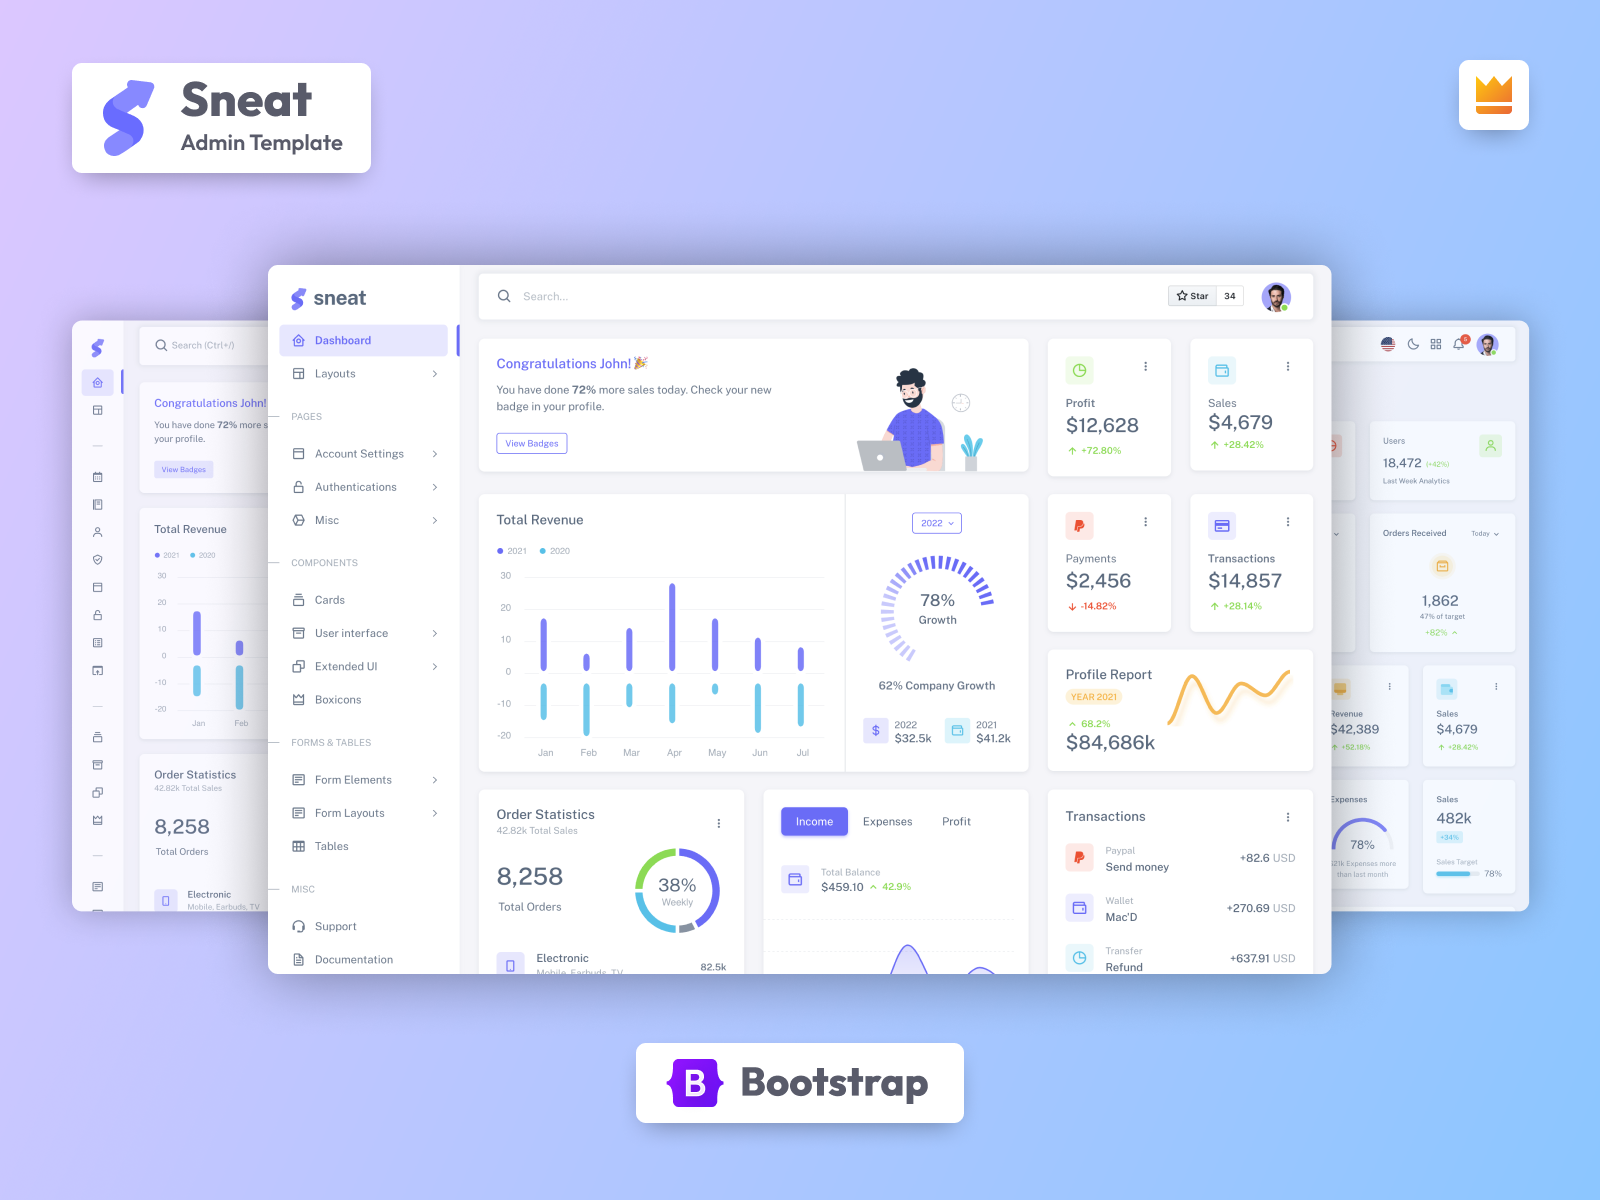 Sneat
Admin Template
sneat
Dashboard
Layouts
PAGES
Account Settings
Authentications
Misc
COMPONENTS
Cards
User interface
Extended UI
Boxicons
FORMS & TABLES
Form Elements
Form Layouts
Tables
MISC
Support
Documentation
Search...
Star 34
Congratulations John!
You have done 72% more sales today. Check your new
badge in your profile.
View Badges
Profit
$12,628
+72.80%
Sales
$4,679
+28.42%
Total Revenue
2021 2020
30
20
10
0
-10
-20
Jan Feb Mar Apr May Jun Jul
2022
78%
Growth
62% Company Growth
2022
$32.5k
2021
$41.2k
Payments
$2,456
-14.82%
Transactions
$14,857
+28.14%
Profile Report
YEAR 2021
68.2%
$84,686k
Order Statistics
42.82k Total Sales
8,258
Total Orders
38%
Weekly
Electronic
Mobile, Earbuds, TV
82.5k
Income Expenses Profit
Total Balance
$459.10 42.9%
Transactions
Paypal
Send money
+82.6 USD
Wallet
Mac'D
+270.69 USD
Transfer
Refund
+637.91 USD
Search (Ctrl+/)
Congratulations John!
You have done 72% more s
your profile.
View Badges
Total Revenue
2021 2020
30
20
10
0
-10
-20
Jan Feb
Order Statistics
42.82k Total Sales
8,258
Total Orders
Electronic
Mobile, Earbuds, TV
5
Users
18,472 (+42%)
Last Week Analytics
Orders Received
Today
1,862
47% of target
+82%
Revenue
$42,389
+52.18%
Sales
$4,679
+28.42%
Expenses
78%
$21k Expenses more
than last month
Sales
482k
+34%
Sales Target
78%
B Bootstrap